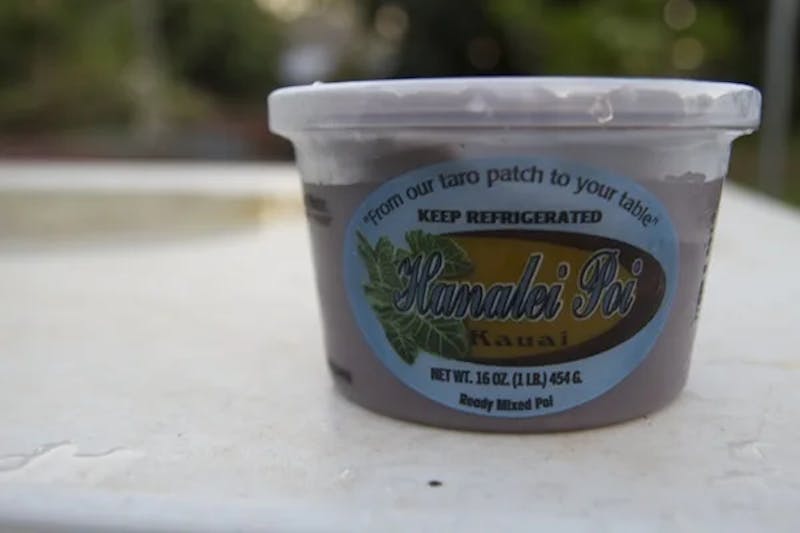 "From our taro patch to your table"
KEEP REFRIGERATED
Hanalei Poi
Kauai
NET WT. 16 OZ. (1 LB.) 454 G.
Ready Mixed Poi